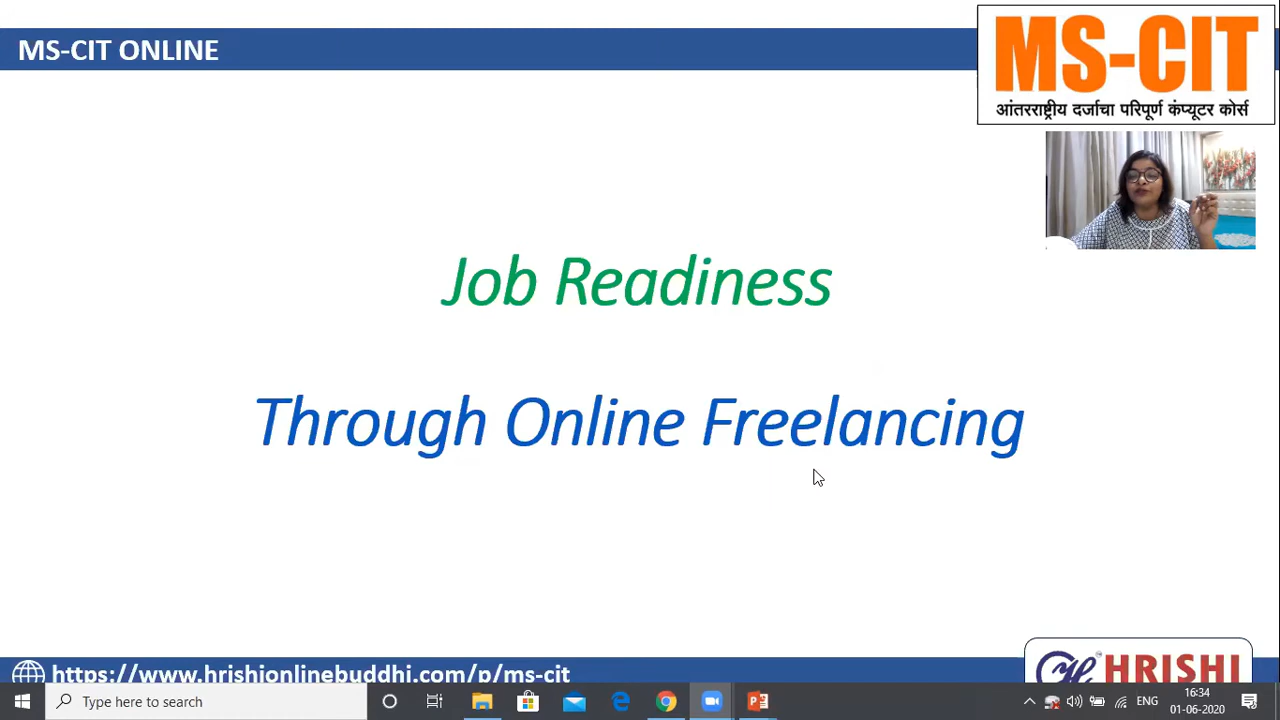 MS-CIT ONLINE
MS-CIT
आंतरराष्ट्रीय दर्जाचा परिपूर्ण कंप्यूटर कोर्स
Job Readiness
Through Online Freelancing
https://www.hrishionlinebuddhi.com/p/ms-cit
HRISHI
Type here to search
ENG
16:34
01-06-2020